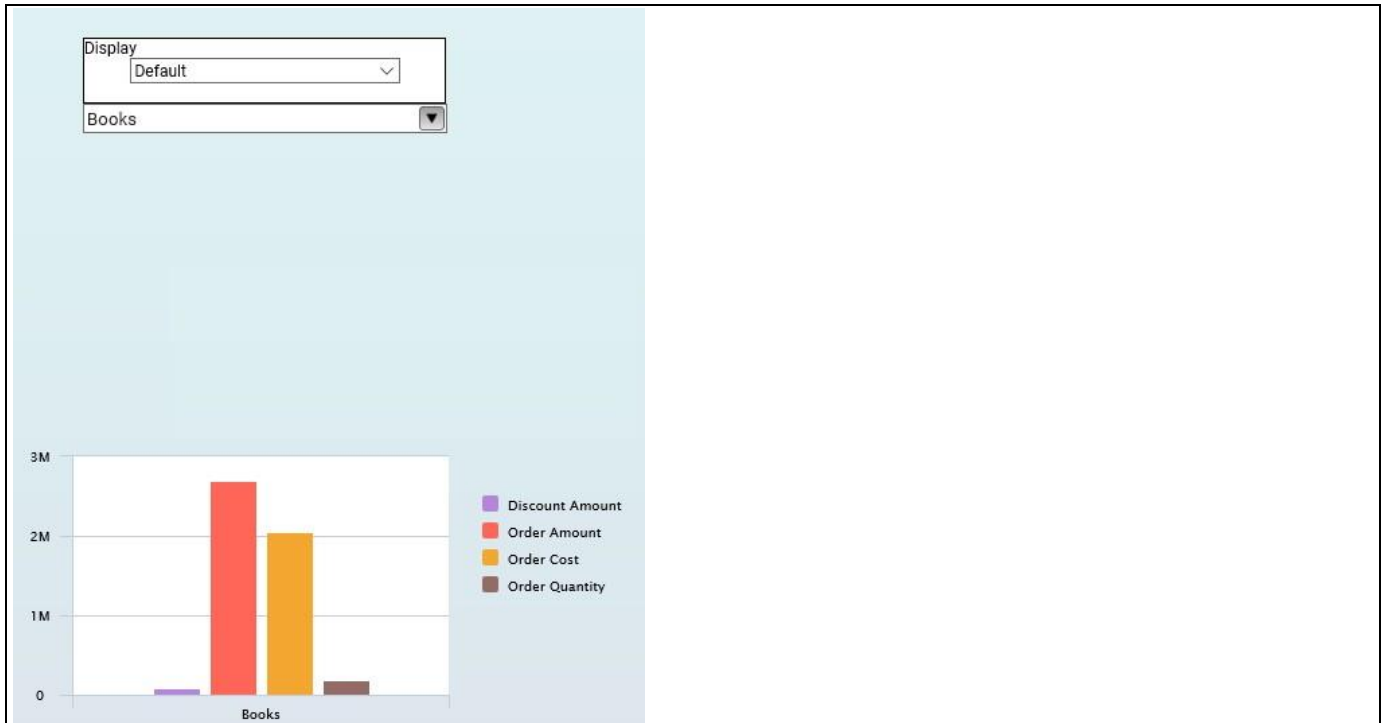 Display
Default
Books
3M
2M
1M
0
Books
Discount Amount
Order Amount
Order Cost
Order Quantity